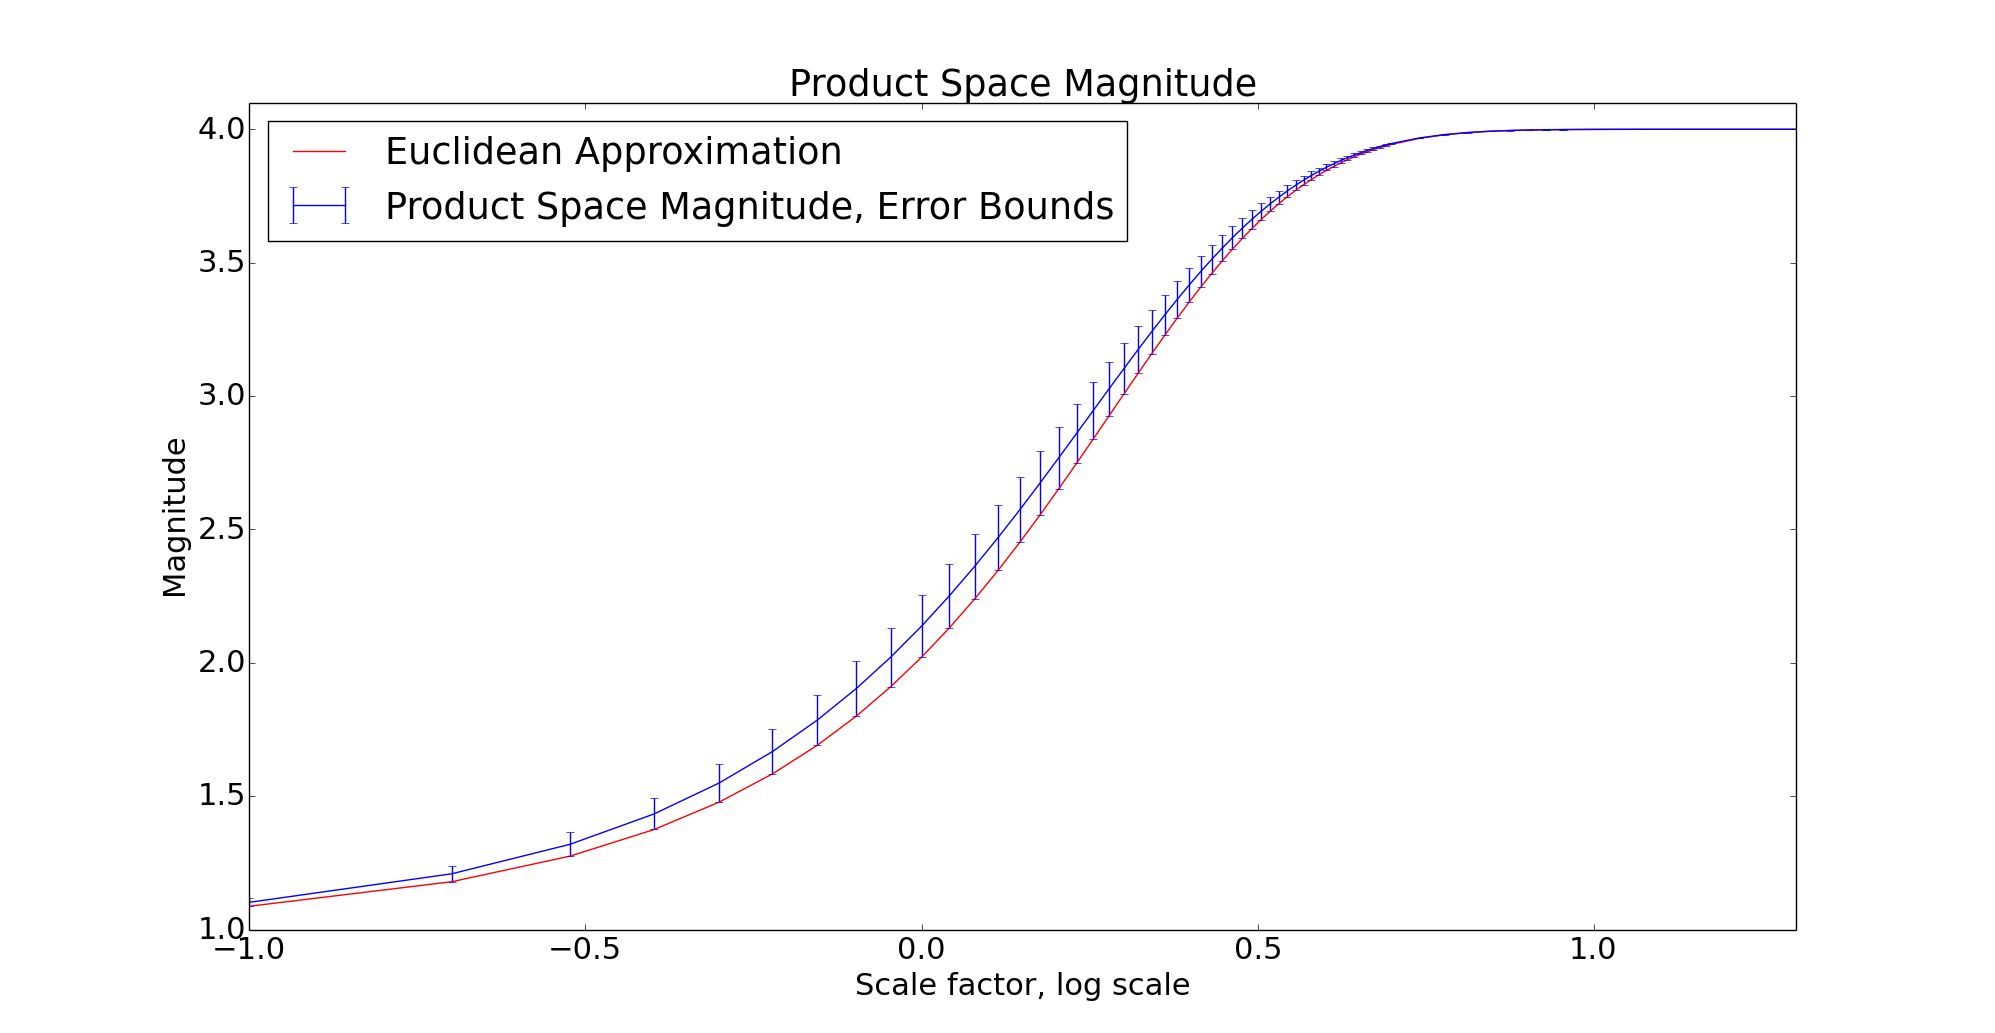 Product Space Magnitude
Euclidean Approximation
Product Space Magnitude, Error Bounds
4.0
3.5
3.0
2.5
2.0
1.5
1.0
Magnitude
−1.0 −0.5 0.0 0.5 1.0
Scale factor, log scale